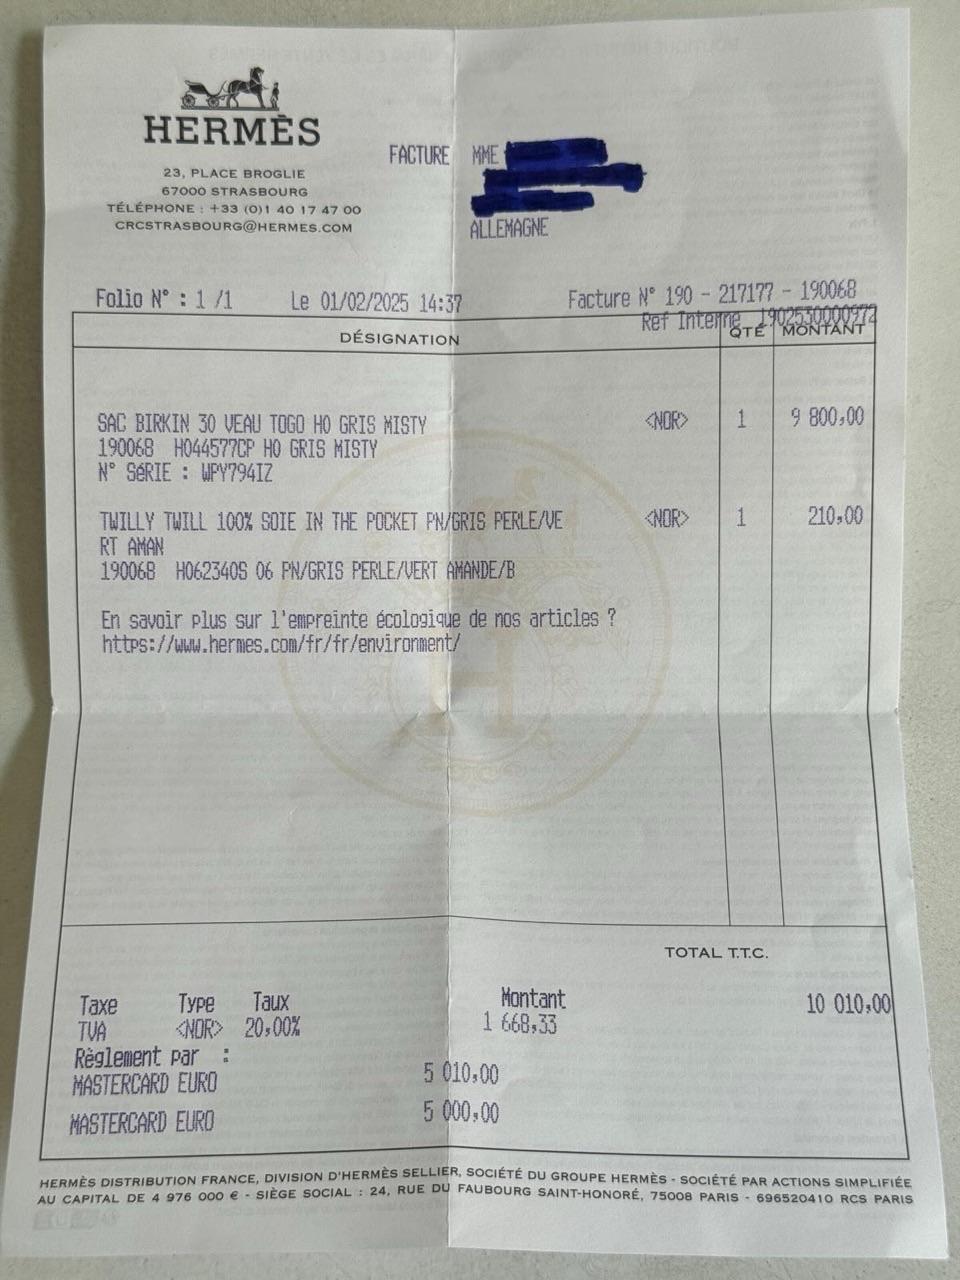 HERMÈS
23, PLACE BROGLIE
67000 STRASBOURG
TÉLÉPHONE : +33 (0)1 40 17 47 00
CRCSTRASBOURG@HERMES.COM
FACTURE MME
ALLEMAGNE
Folio N° : 1 /1 Le 01/02/2025 14:37 Facture N° 190 - 217177 - 190068
Ref Interne 1902530000972
DÉSIGNATION QTÉ MONTANT
SAC BIRKIN 30 VEAU TOGO H0 GRIS MISTY <NOR> 1 9 800,00
190068 H044577CP H0 GRIS MISTY
N° SéRIE : WPY794IZ
TWILLY TWILL 100% SOIE IN THE POCKET PN/GRIS PERLE/VE <NOR> 1 210,00
RT AMAN
190068 H062340S 06 PN/GRIS PERLE/VERT AMANDE/B
En savoir plus sur l'empreinte écologique de nos articles ?
https://www.hermes.com/fr/fr/environment/
TOTAL T.T.C.
Taxe Type Taux Montant 10 010,00
TVA <NOR> 20,00% 1 668,33
Règlement par :
MASTERCARD EURO 5 010,00
MASTERCARD EURO 5 000,00
HERMÈS DISTRIBUTION FRANCE, DIVISION D'HERMÈS SELLIER, SOCIÉTÉ DU GROUPE HERMÈS - SOCIÉTÉ PAR ACTIONS SIMPLIFIÉE
AU CAPITAL DE 4 976 000 € - SIÈGE SOCIAL : 24, RUE DU FAUBOURG SAINT-HONORÉ, 75008 PARIS - 696520410 RCS PARIS